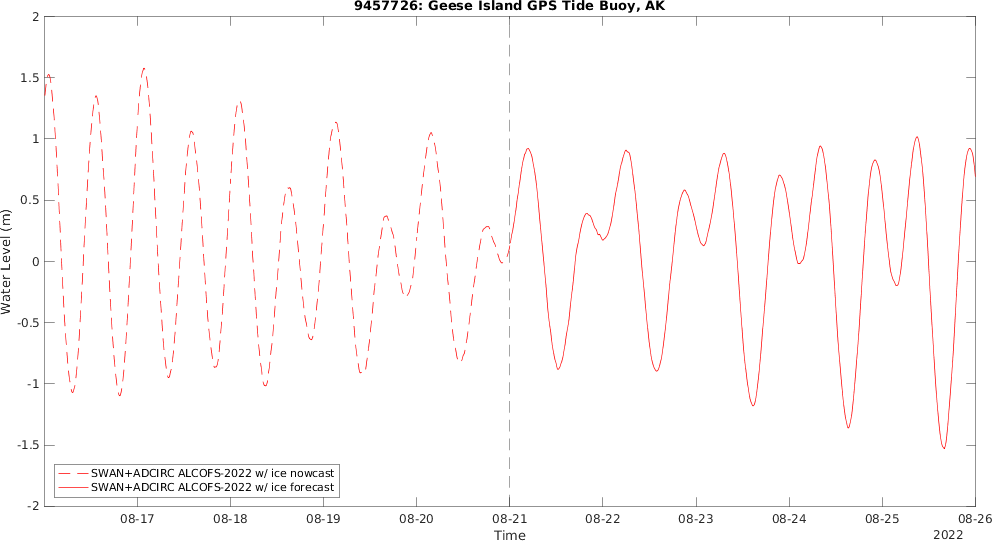 9457726: Geese Island GPS Tide Buoy, AK
2
1.5
1
0.5
0
-0.5
-1
-1.5
-2
Water Level (m)
SWAN+ADCIRC ALCOFS-2022 w/ ice nowcast
SWAN+ADCIRC ALCOFS-2022 w/ ice forecast
08-17 08-18 08-19 08-20 08-21 08-22 08-23 08-24 08-25 08-26
Time
2022